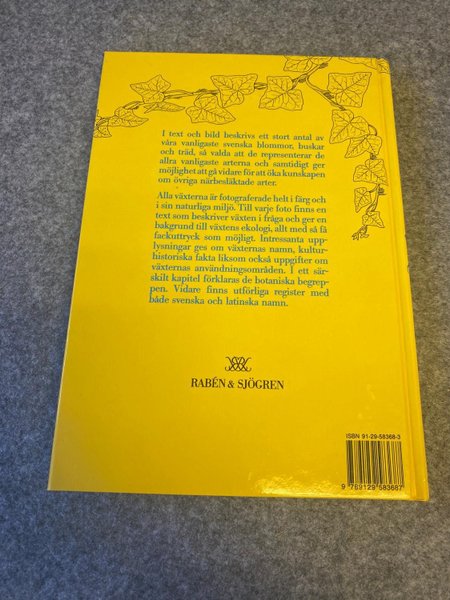 I text och bild beskrivs ett stort antal av
våra vanligaste svenska blommor, buskar
och träd, så valda att de representerar de
allra vanligaste arterna och samtidigt ger
möjlighet att gå vidare för att öka kunskapen
om övriga närbesläktade arter.
Alla växterna är fotograferade helt i färg och
i sin naturliga miljö. Till varje foto finns en
text som beskriver växten i fråga och ger en
bakgrund till växtens ekologi, allt med så få
fackuttryck som möjligt. Intressanta upp-
lysningar ges om växternas namn, kultur-
historiska fakta liksom också uppgifter om
växternas användningsområden. I ett sär-
skilt kapitel förklaras de botaniska begrep-
pen. Vidare finns utförliga register med
både svenska och latinska namn.
RABÉN & SJÖGREN
ISBN 91-29-58368-3
9 789129 583687